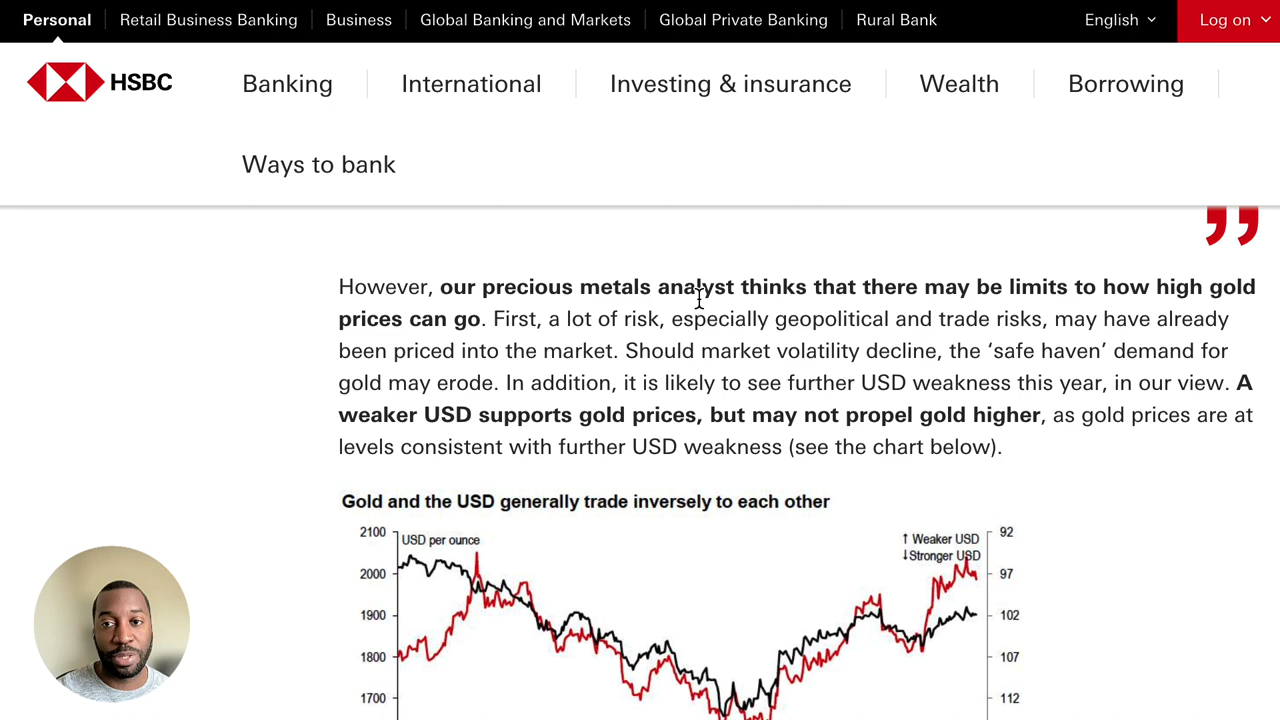 Personal
Retail Business Banking
Business
Global Banking and Markets
Global Private Banking
Rural Bank
English
Log on
HSBC
Banking
International
Investing & insurance
Wealth
Borrowing
Ways to bank
”
However, our precious metals analyst thinks that there may be limits to how high gold
prices can go. First, a lot of risk, especially geopolitical and trade risks, may have already
been priced into the market. Should market volatility decline, the ‘safe haven’ demand for
gold may erode. In addition, it is likely to see further USD weakness this year, in our view. A
weaker USD supports gold prices, but may not propel gold higher, as gold prices are at
levels consistent with further USD weakness (see the chart below).
Gold and the USD generally trade inversely to each other
2100
USD per ounce
↑ Weaker USD
92
↓Stronger USD
2000
97
1900
102
1800
107
1700
112